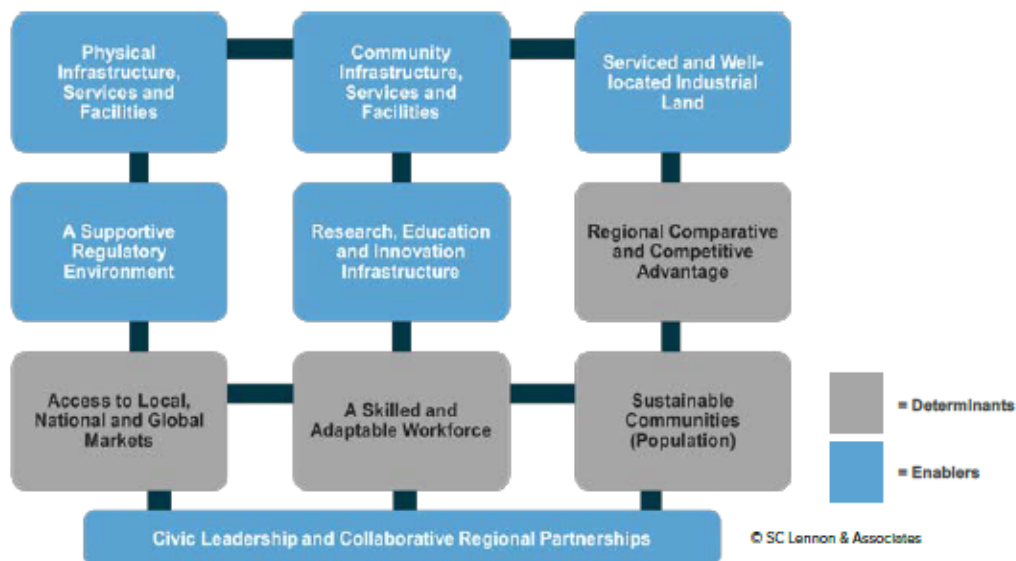 Physical
Infrastructure,
Services and
Facilities
Community
Infrastructure,
Services and
Facilities
Serviced and Well-
located Industrial
Land
A Supportive
Regulatory
Environment
Research, Education
and Innovation
Infrastructure
Regional Comparative
and Competitive
Advantage
Access to Local,
National and Global
Markets
A Skilled and
Adaptable Workforce
Sustainable
Communities
(Population)
= Determinants
= Enablers
Civic Leadership and Collaborative Regional Partnerships
© SC Lennon & Associates